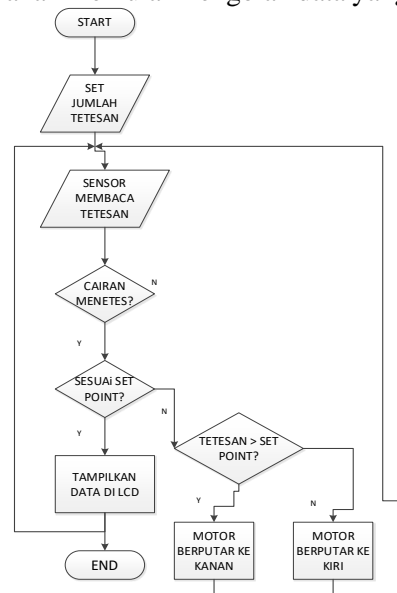 START
SET
JUMLAH
TETESAN
SENSOR
MEMBACA
TETESAN
CAIRAN
MENETES?
N
Y
SESUAi SET
POINT?
N
Y
TETESAN > SET
POINT?
TAMPILKAN
DATA DI LCD
Y
N
MOTOR
BERPUTAR KE
KANAN
MOTOR
BERPUTAR KE
KIRI
END